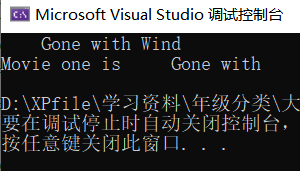 Microsoft Visual Studio 调试控制台
Gone with Wind
Movie one is     Gone with
D:\XPfile\学习资料\年级分类\大
要在调试停止时自动关闭控制台，
按任意键关闭此窗口. . .